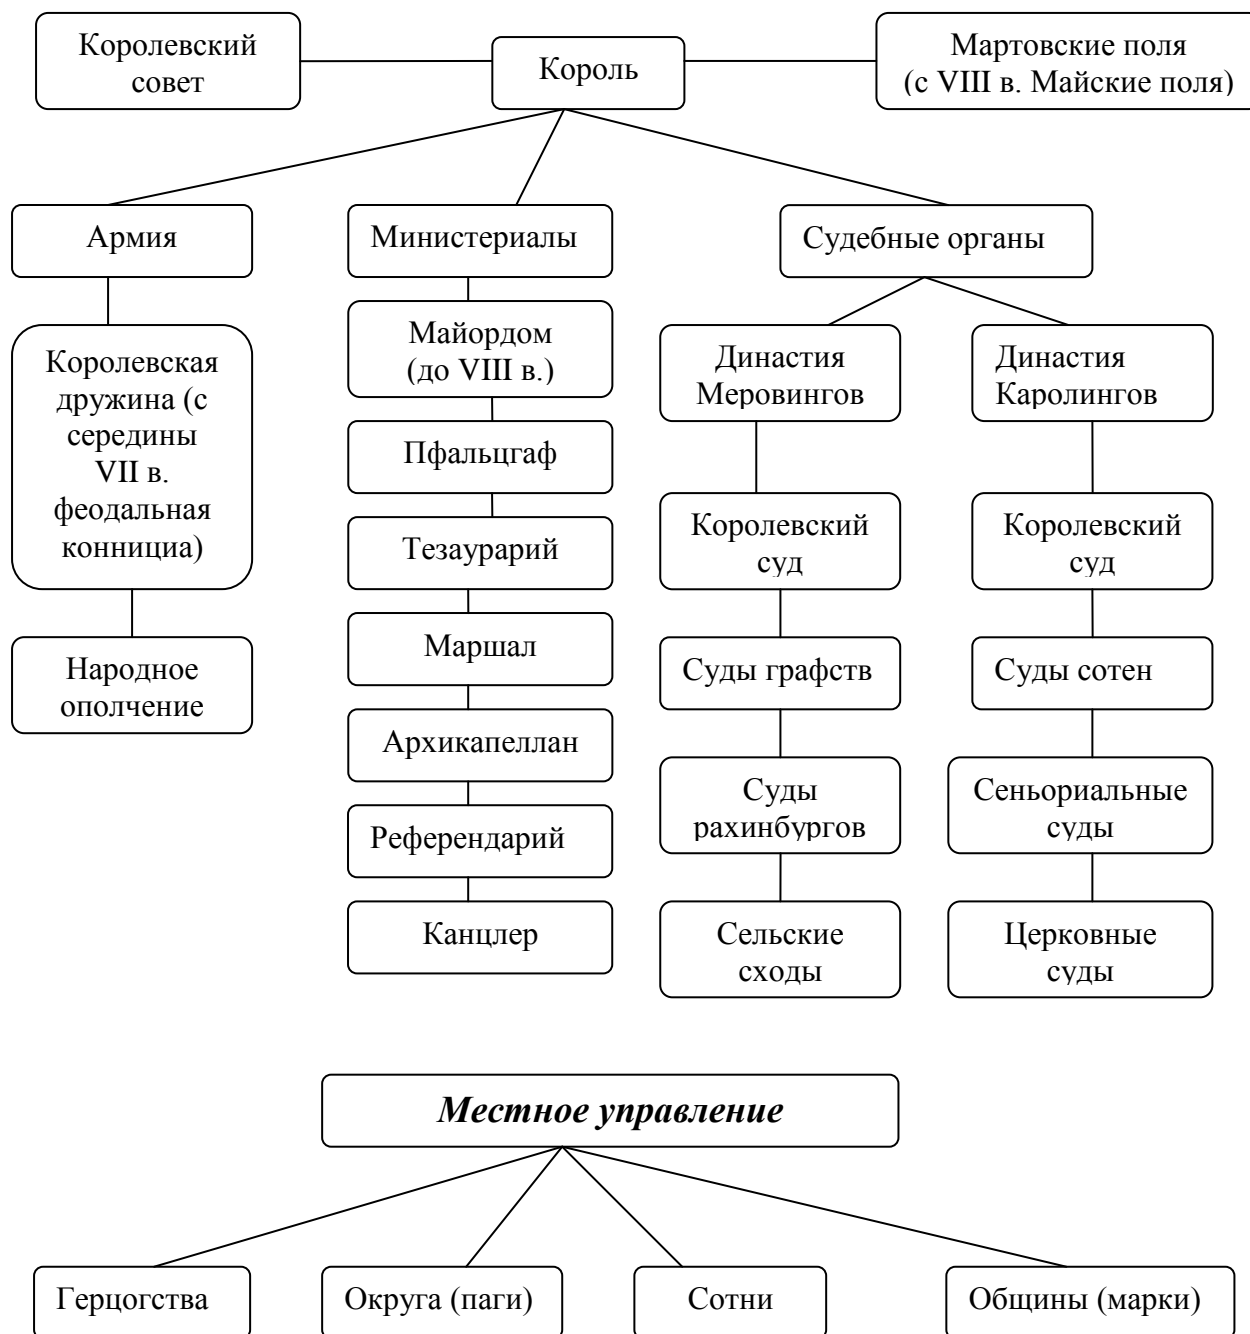 Королевский
совет
Король
Мартовские поля
(с VIII в. Майские поля)
Армия
Министериалы
Судебные органы
Королевская
дружина (с
середины
VII в.
феодальная
коннициа)
Народное
ополчение
Майордом
(до VIII в.)
Пфальцгаф
Тезаурарий
Маршал
Архикапеллан
Референдарий
Канцлер
Династия
Меровингов
Королевский
суд
Суды графств
Суды
рахинбургов
Сельские
сходы
Династия
Каролингов
Королевский
суд
Суды сотен
Сеньориальные
суды
Церковные
суды
Местное управление
Герцогства
Округа (паги)
Сотни
Общины (марки)